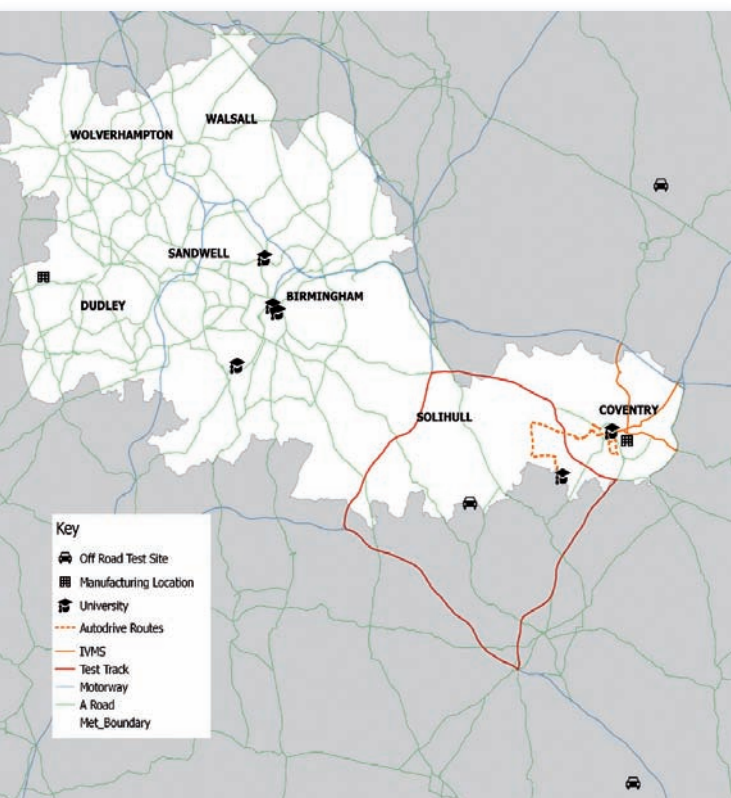 WALSALL
WOLVERHAMPTON
SANDWELL
BIRMINGHAM
DUDLEY
COVENTRY
SOLIHULL
Key
Off Road Test Site
Manufacturing Location
University
Autodrive Routes
IVMS
Test Track
Motorway
A Road
Met_Boundary